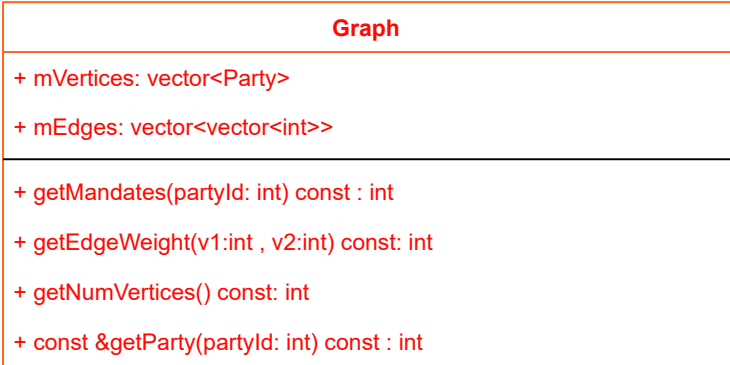 Graph
+ mVertices: vector<Party>
+ mEdges: vector<vector<int>>
+ getMandates(partyId: int) const : int
+ getEdgeWeight(v1:int , v2:int) const: int
+ getNumVertices() const: int
+ const &getParty(partyId: int) const : int